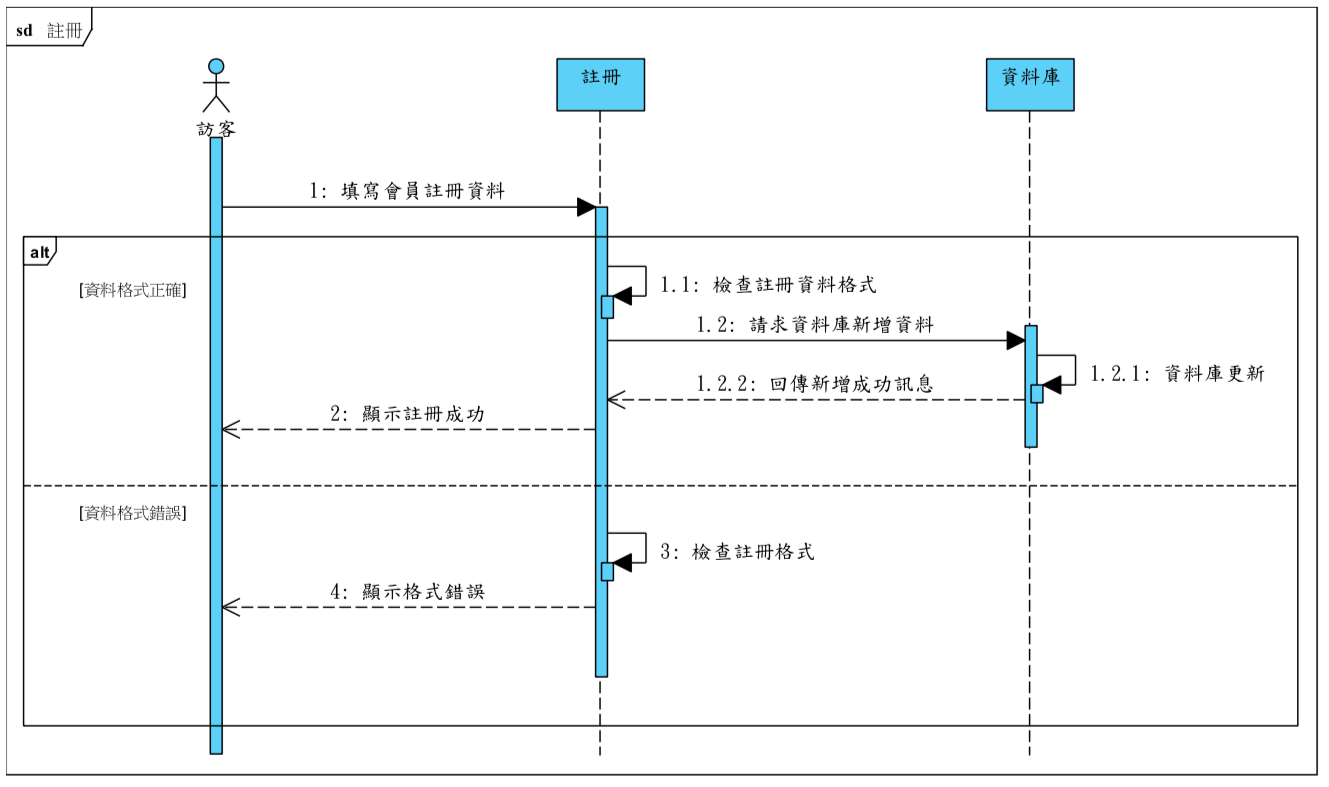 sd 註冊
訪客
註冊
資料庫
1: 填寫會員註冊資料
alt
[資料格式正確]
1.1: 檢查註冊資料格式
1.2: 請求資料庫新增資料
1.2.1: 資料庫更新
1.2.2: 回傳新增成功訊息
2: 顯示註冊成功
[資料格式錯誤]
3: 檢查註冊格式
4: 顯示格式錯誤